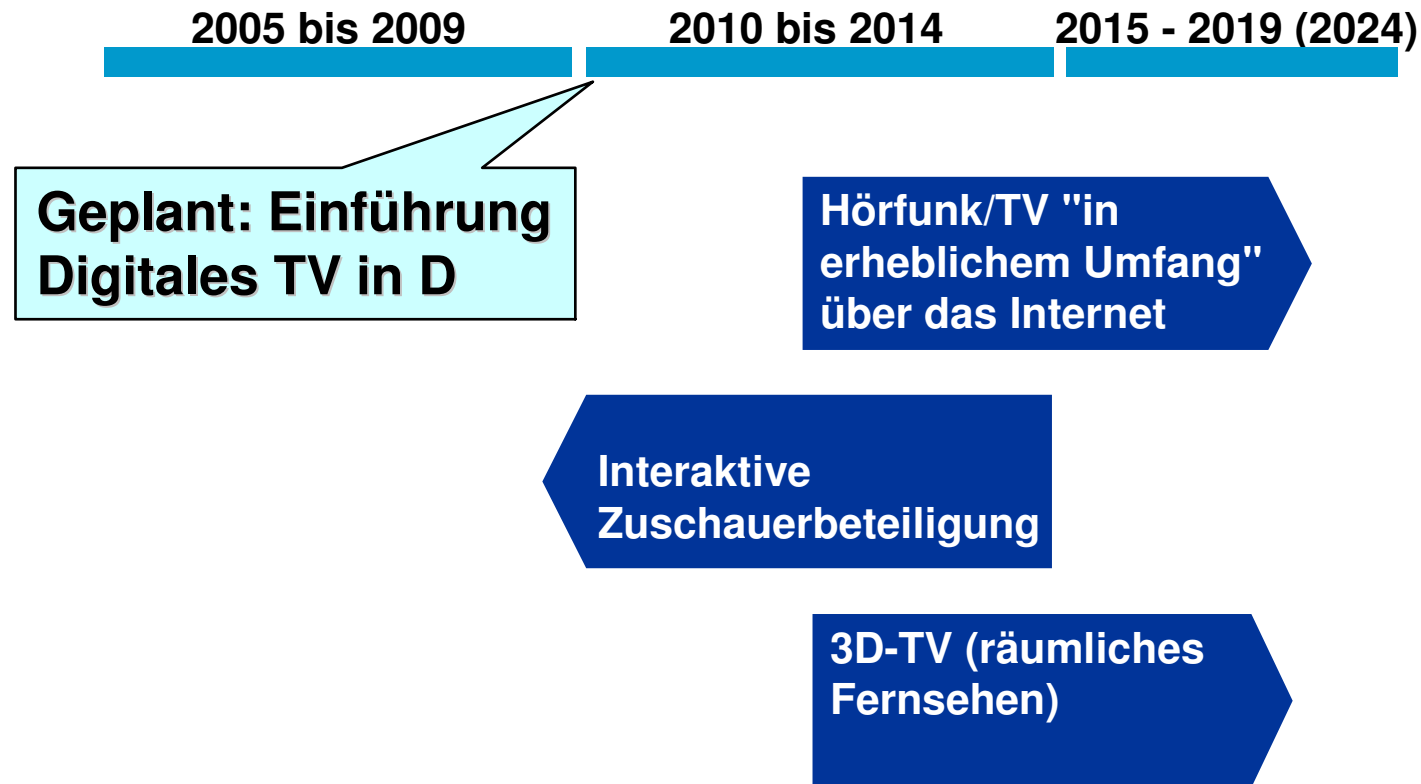 2005 bis 2009
2010 bis 2014
2015 - 2019 (2024)
Geplant: Einführung
Digitales TV in D
Hörfunk/TV "in
erheblichem Umfang"
über das Internet
Interaktive
Zuschauerbeteiligung
3D-TV (räumliches
Fernsehen)